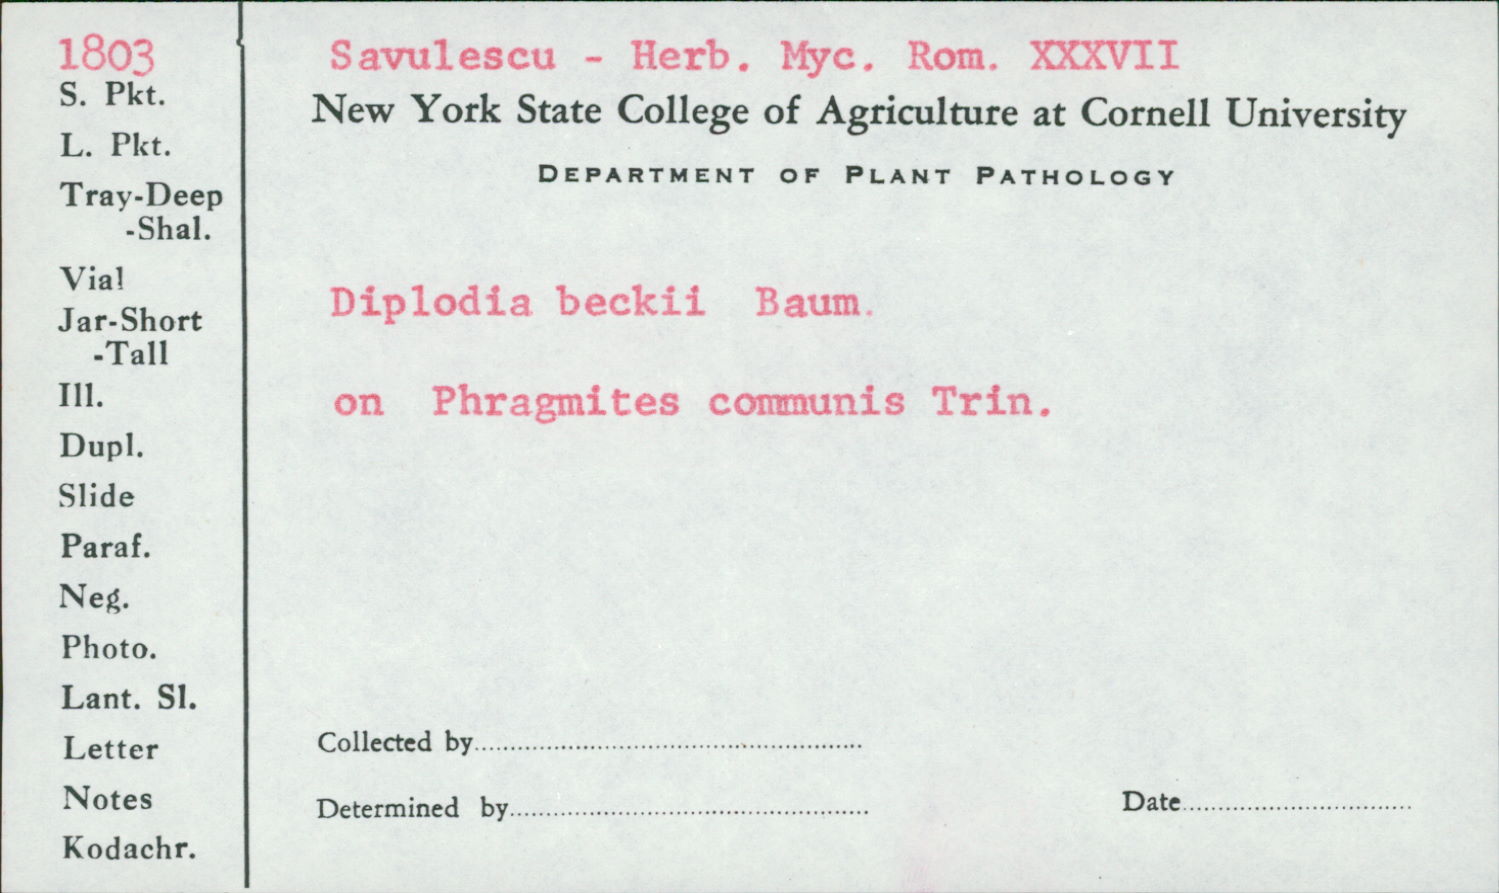 1803
S. Pkt.
L. Pkt.
Tray-Deep
-Shal.
Vial
Jar-Short
-Tall
Ill.
Dupl.
Slide
Paraf.
Neg.
Photo.
Lant. Sl.
Letter
Notes
Kodachr.
Savulescu - Herb. Myc. Rom. XXXVII
New York State College of Agriculture at Cornell University
DEPARTMENT OF PLANT PATHOLOGY
Diplodia beckii Baum.
on Phragmites communis Trin.
Collected by
Determined by
Date